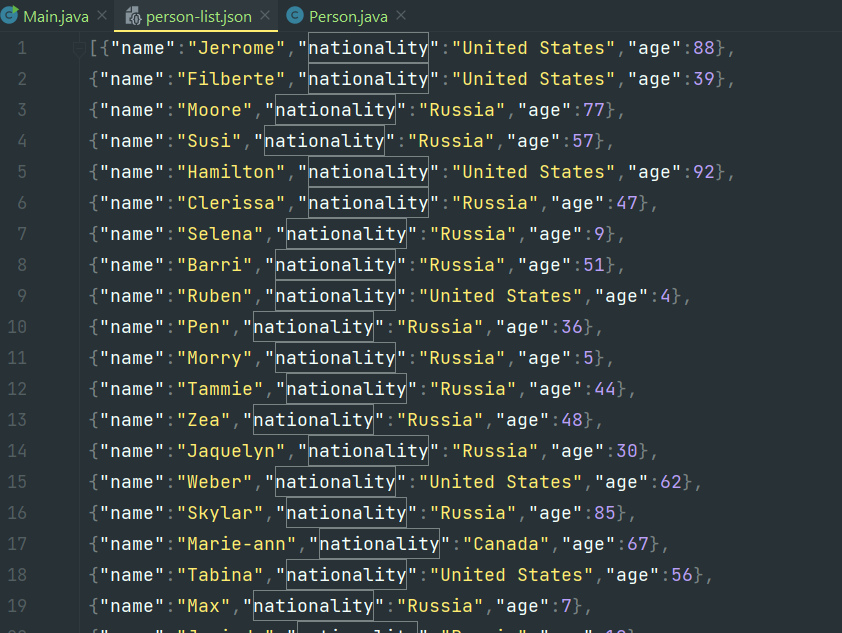 Main.java person-list.json Person.java
1 [{"name":"Jerrome","nationality":"United States","age":88},
2 {"name":"Filberte","nationality":"United States","age":39},
3 {"name":"Moore","nationality":"Russia","age":77},
4 {"name":"Susi","nationality":"Russia","age":57},
5 {"name":"Hamilton","nationality":"United States","age":92},
6 {"name":"Clerissa","nationality":"Russia","age":47},
7 {"name":"Selena","nationality":"Russia","age":9},
8 {"name":"Barri","nationality":"Russia","age":51},
9 {"name":"Ruben","nationality":"United States","age":4},
10 {"name":"Pen","nationality":"Russia","age":36},
11 {"name":"Morry","nationality":"Russia","age":5},
12 {"name":"Tammie","nationality":"Russia","age":44},
13 {"name":"Zea","nationality":"Russia","age":48},
14 {"name":"Jaquelyn","nationality":"Russia","age":30},
15 {"name":"Weber","nationality":"United States","age":62},
16 {"name":"Skylar","nationality":"Russia","age":85},
17 {"name":"Marie-ann","nationality":"Canada","age":67},
18 {"name":"Tabina","nationality":"United States","age":56},
19 {"name":"Max","nationality":"Russia","age":7},